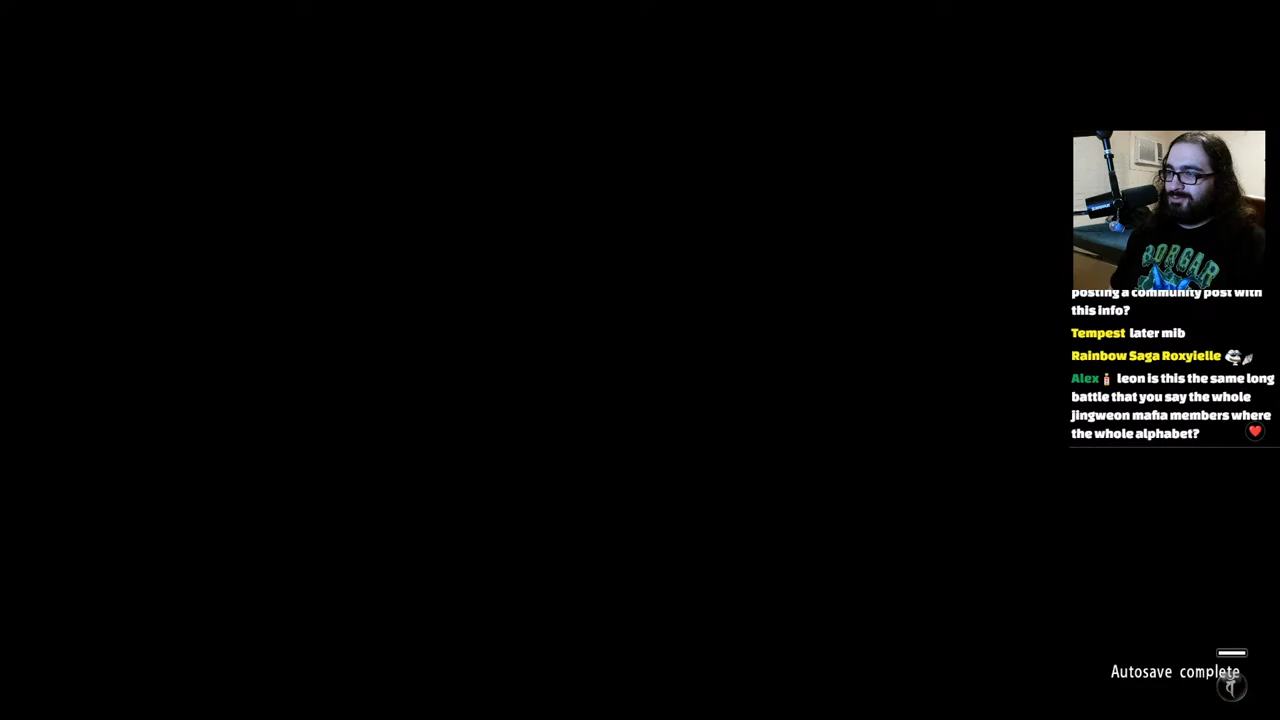 BORGAR
posting a community post with
this info?
Tempest later mib
Rainbow Saga Roxyielle
Alex leon is this the same long
battle that you say the whole
jingweon mafia members where
the whole alphabet?
Autosave complete